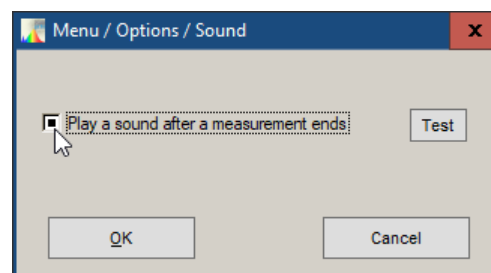 Menu / Options / Sound
x
Play a sound after a measurement ends
Test
OK
Cancel